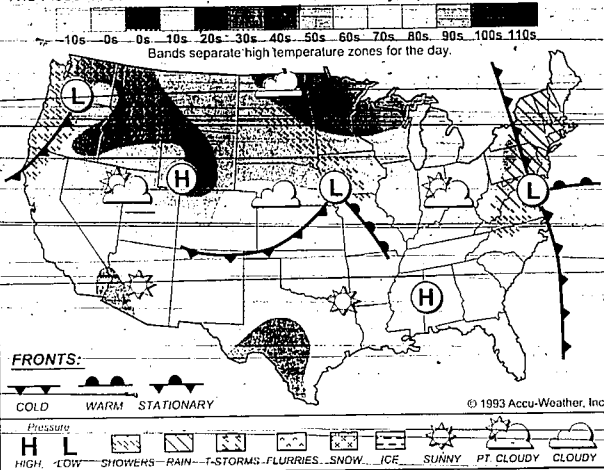 -10s -0s 0s 10s 20s 30s 40s 50s 60s 70s 80s 90s 100s 110s
Bands separate high temperature zones for the day.
L
H
L
L
H
FRONTS:
COLD WARM STATIONARY
© 1993 Accu-Weather, Inc
Pressure
H L
HIGH LOW SHOWERS RAIN T-STORMS FLURRIES SNOW ICE SUNNY PT. CLOUDY CLOUDY